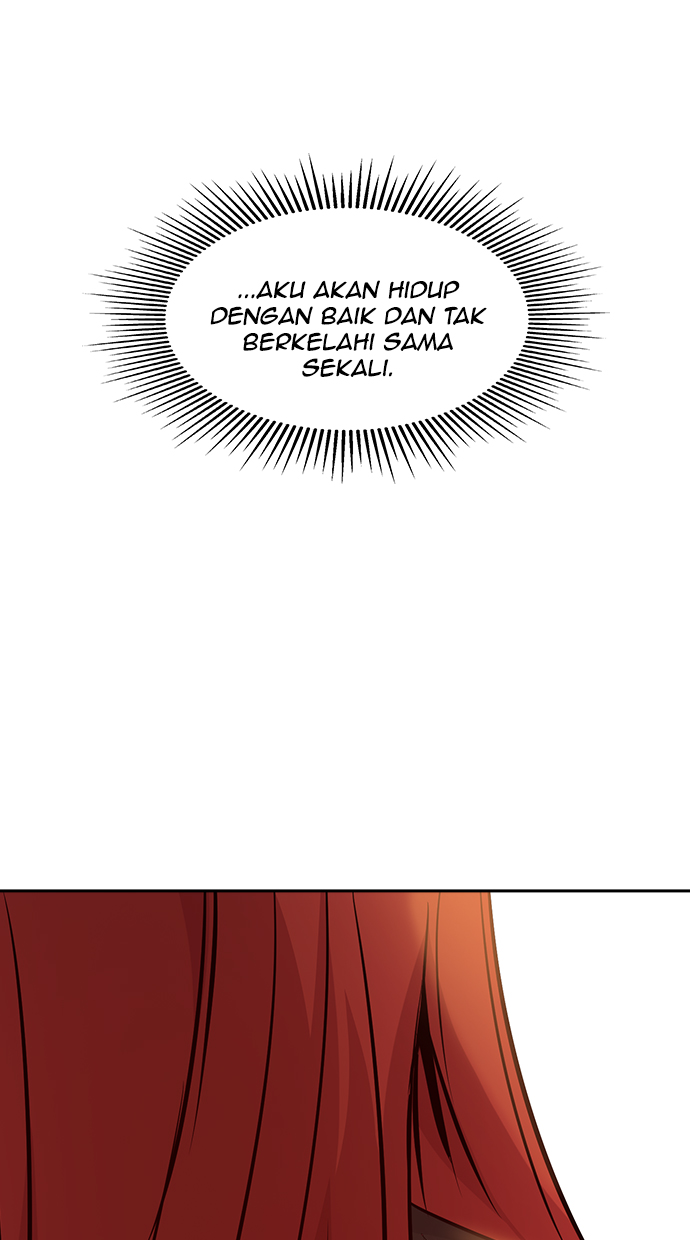 ...AKU AKAN HIDUP
DENGAN BAIK DAN TAK
BERKELAHI SAMA
SEKALI.